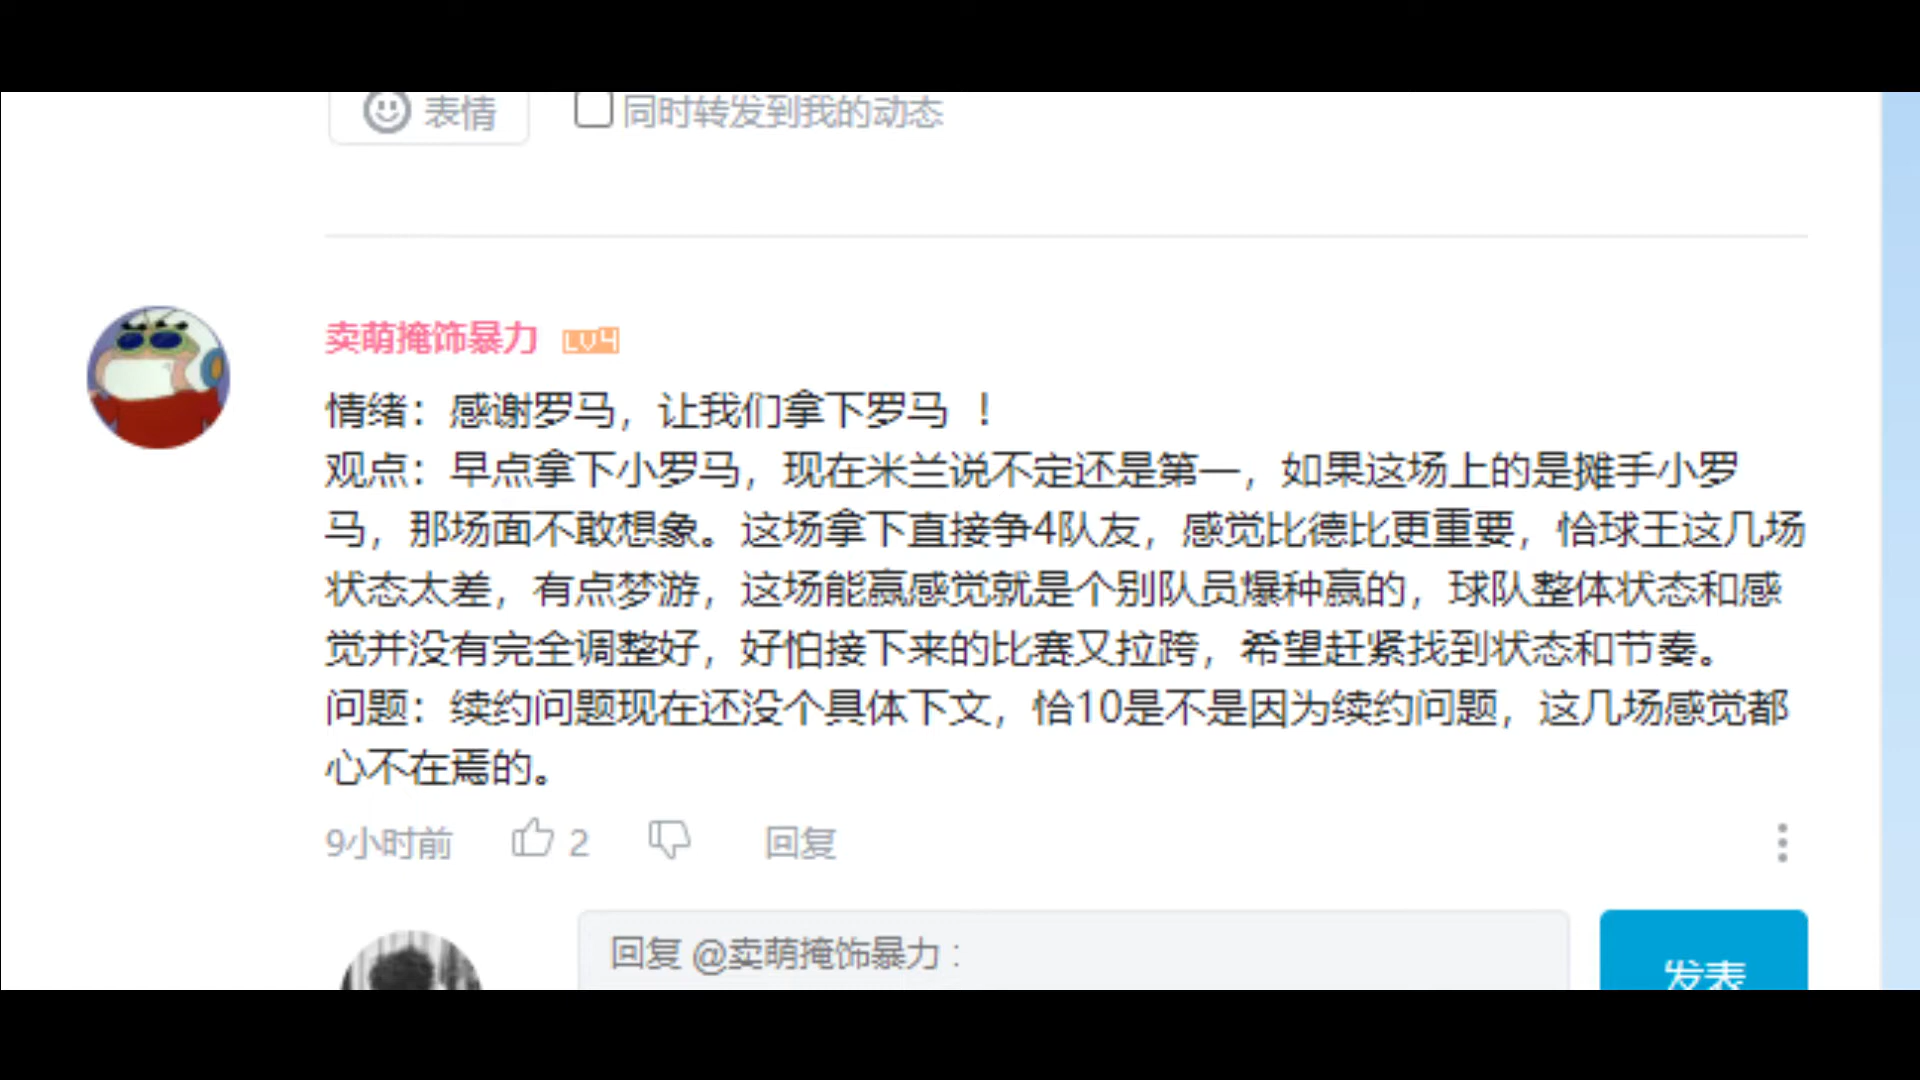 表情 同时转发到我的动态
卖萌掩饰暴力 LV4
情绪：感谢罗马，让我们拿下罗马 ！
观点：早点拿下小罗马，现在米兰说不定还是第一，如果这场上的是摊手小罗
马，那场面不敢想象。这场拿下直接争4队友，感觉比德比更重要，恰球王这几场
状态太差，有点梦游，这场能赢感觉就是个别队员爆种赢的，球队整体状态和感
觉并没有完全调整好，好怕接下来的比赛又拉跨，希望赶紧找到状态和节奏。
问题：续约问题现在还没个具体下文，恰10是不是因为续约问题，这几场感觉都
心不在焉的。
9小时前 2 回复
回复 @卖萌掩饰暴力 :
发表